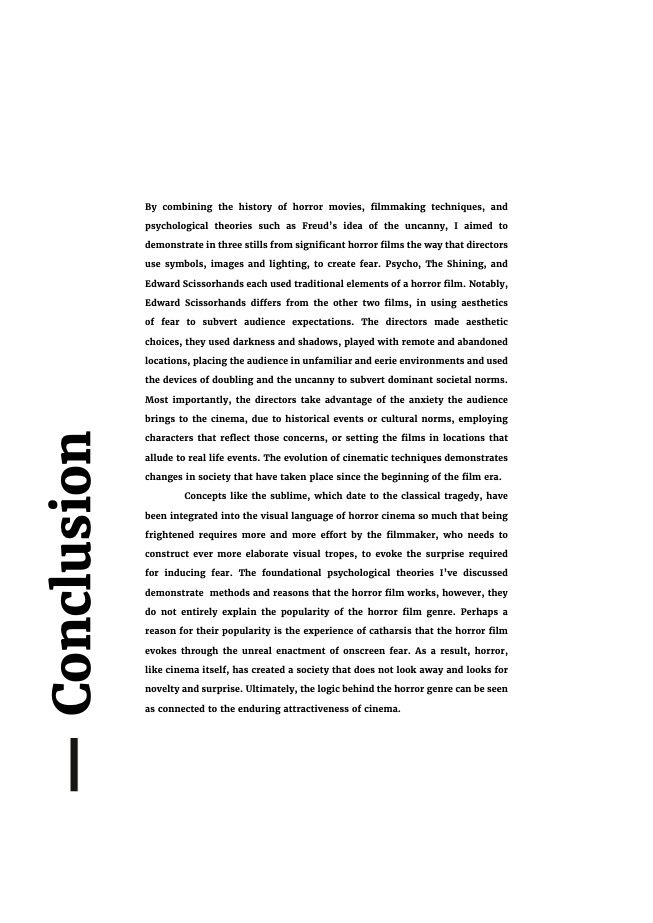 — Conclusion
By combining the history of horror movies, filmmaking techniques, and
psychological theories such as Freud's idea of the uncanny, I aimed to
demonstrate in three stills from significant horror films the way that directors
use symbols, images and lighting, to create fear. Psycho, The Shining, and
Edward Scissorhands each used traditional elements of a horror film. Notably,
Edward Scissorhands differs from the other two films, in using aesthetics
of fear to subvert audience expectations. The directors made aesthetic
choices, they used darkness and shadows, played with remote and abandoned
locations, placing the audience in unfamiliar and eerie environments and used
the devices of doubling and the uncanny to subvert dominant societal norms.
Most importantly, the directors take advantage of the anxiety the audience
brings to the cinema, due to historical events or cultural norms, employing
characters that reflect those concerns, or setting the films in locations that
allude to real life events. The evolution of cinematic techniques demonstrates
changes in society that have taken place since the beginning of the film era.
Concepts like the sublime, which date to the classical tragedy, have
been integrated into the visual language of horror cinema so much that being
frightened requires more and more effort by the filmmaker, who needs to
construct ever more elaborate visual tropes, to evoke the surprise required
for inducing fear. The foundational psychological theories I've discussed
demonstrate methods and reasons that the horror film works, however, they
do not entirely explain the popularity of the horror film genre. Perhaps a
reason for their popularity is the experience of catharsis that the horror film
evokes through the unreal enactment of onscreen fear. As a result, horror,
like cinema itself, has created a society that does not look away and looks for
novelty and surprise. Ultimately, the logic behind the horror genre can be seen
as connected to the enduring attractiveness of cinema.